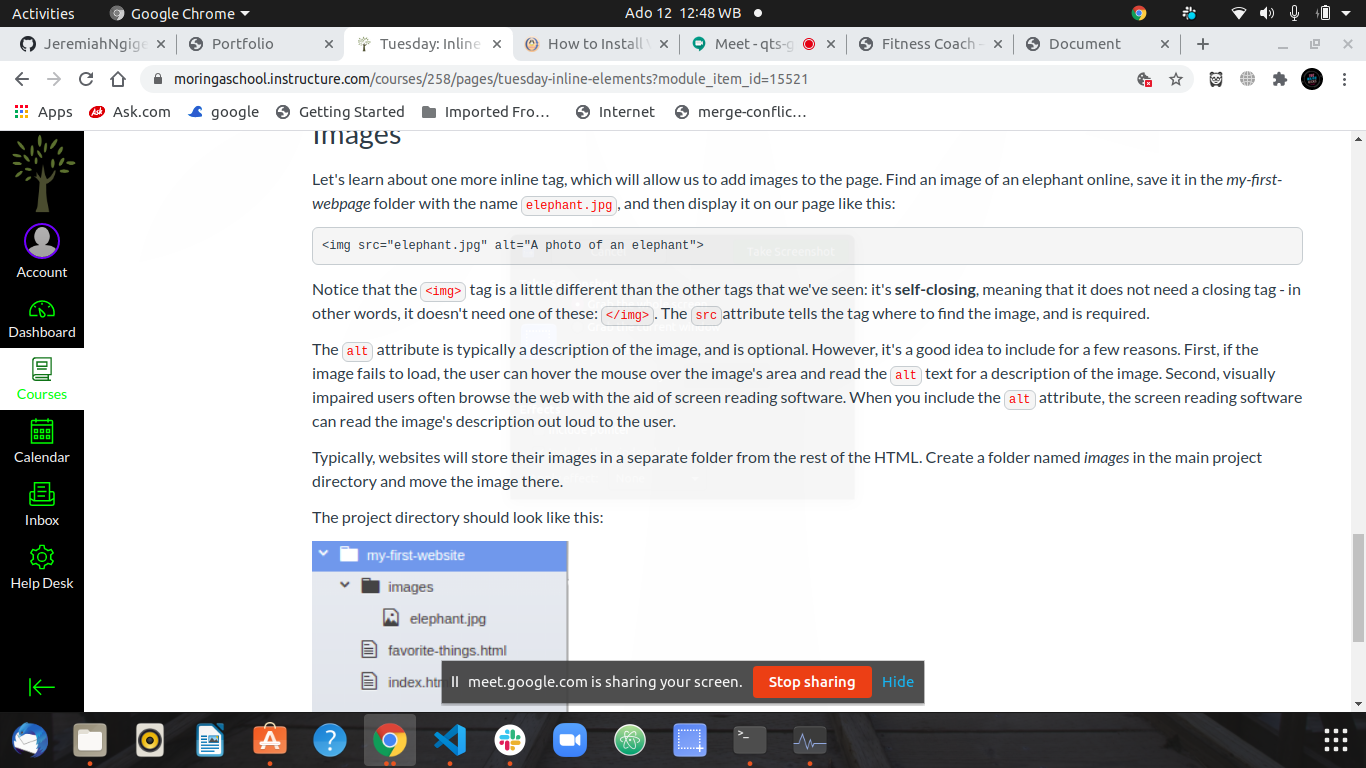 Activities
Google Chrome
Ado 12 12:48 WB
JeremiahNgige
Portfolio
Tuesday: Inline
How to Install
Meet - qts-g
Fitness Coach -
Document
moringaschool.instructure.com/courses/258/pages/tuesday-inline-elements?module_item_id=15521
Apps
Ask.com
google
Getting Started
Imported Fro…
Internet
merge-conflic…
Account
Dashboard
Courses
Calendar
Inbox
Help Desk
Images
Let's learn about one more inline tag, which will allow us to add images to the page. Find an image of an elephant online, save it in the my-first-
webpage folder with the name elephant.jpg, and then display it on our page like this:
<img src="elephant.jpg" alt="A photo of an elephant">
Notice that the <img> tag is a little different than the other tags that we've seen: it's self-closing, meaning that it does not need a closing tag - in
other words, it doesn't need one of these: </img>. The src attribute tells the tag where to find the image, and is required.
The alt attribute is typically a description of the image, and is optional. However, it's a good idea to include for a few reasons. First, if the
image fails to load, the user can hover the mouse over the image's area and read the alt text for a description of the image. Second, visually
impaired users often browse the web with the aid of screen reading software. When you include the alt attribute, the screen reading software
can read the image's description out loud to the user.
Typically, websites will store their images in a separate folder from the rest of the HTML. Create a folder named images in the main project
directory and move the image there.
The project directory should look like this:
my-first-website
images
elephant.jpg
favorite-things.html
index.htm
meet.google.com is sharing your screen.
Stop sharing
Hide